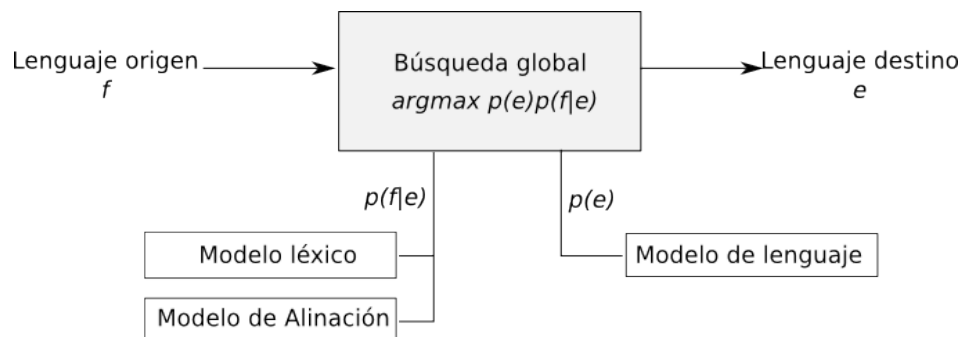 Lenguaje origen
f
Búsqueda global
argmax p(e)p(f|e)
Lenguaje destino
e
p(f|e)
p(e)
Modelo léxico
Modelo de lenguaje
Modelo de Alinación